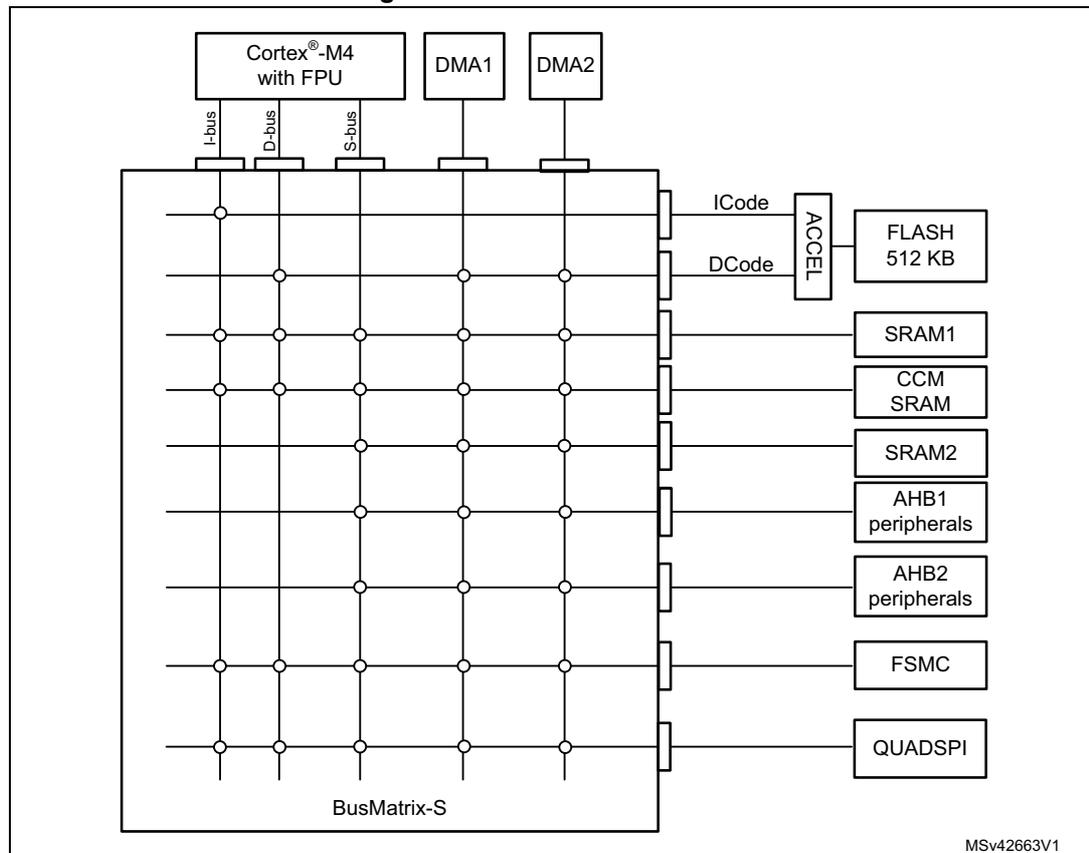 Cortex®-M4
with FPU
DMA1
DMA2
I-bus
D-bus
S-bus
ICode
DCode
ACCEL
FLASH
512 KB
SRAM1
CCM
SRAM
SRAM2
AHB1
peripherals
AHB2
peripherals
FSMC
QUADSPI
BusMatrix-S
MSv42663V1